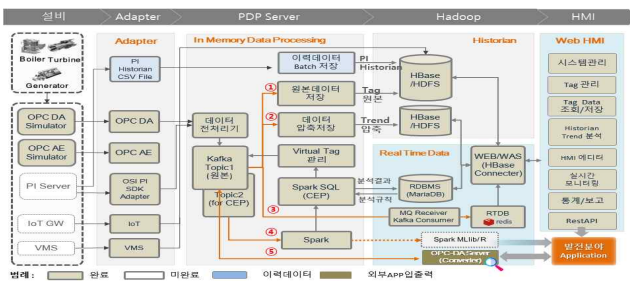 설비
Adapter
PDP Server
Hadoop
HMI
Boiler Turbine
Generator
OPC DA
Simulator
OPC AE
Simulator
PI Server
IoT GW
VMS
Adapter
PI
Historian
CSV File
OPC DA
OPC AE
OSI PI
SDK
Adapter
IoT
VMS
In Memory Data Processing
이력데이터
Batch 저장
① 원본데이터
저장
② 데이터
압축저장
데이터
전처리기
Kafka
Topic1
(원본)
Topic2
(for CEP)
Virtual Tag
관리
Spark SQL
(CEP)
③
④ Spark
⑤
Historian
PI
Historian
Tag
원본
Trend
압축
HBase
/HDFS
HBase
/HDFS
Real Time Data
분석결과
분석규칙
RDBMS
(MariaDB)
WEB/WAS
(HBase
Connecter)
MQ Receiver
Kafka Consumer
RTDB
redis
Spark MLlib/R
OPC-DA Server
(Converter)
Web HMI
시스템관리
Tag 관리
Tag Data
조회/저장
Historian
Trend 분석
HMI 에디터
실시간
모니터링
통계/보고
RestAPI
발전분야
Application
범례 : 완료 미완료 이력데이터 외부APP입출력